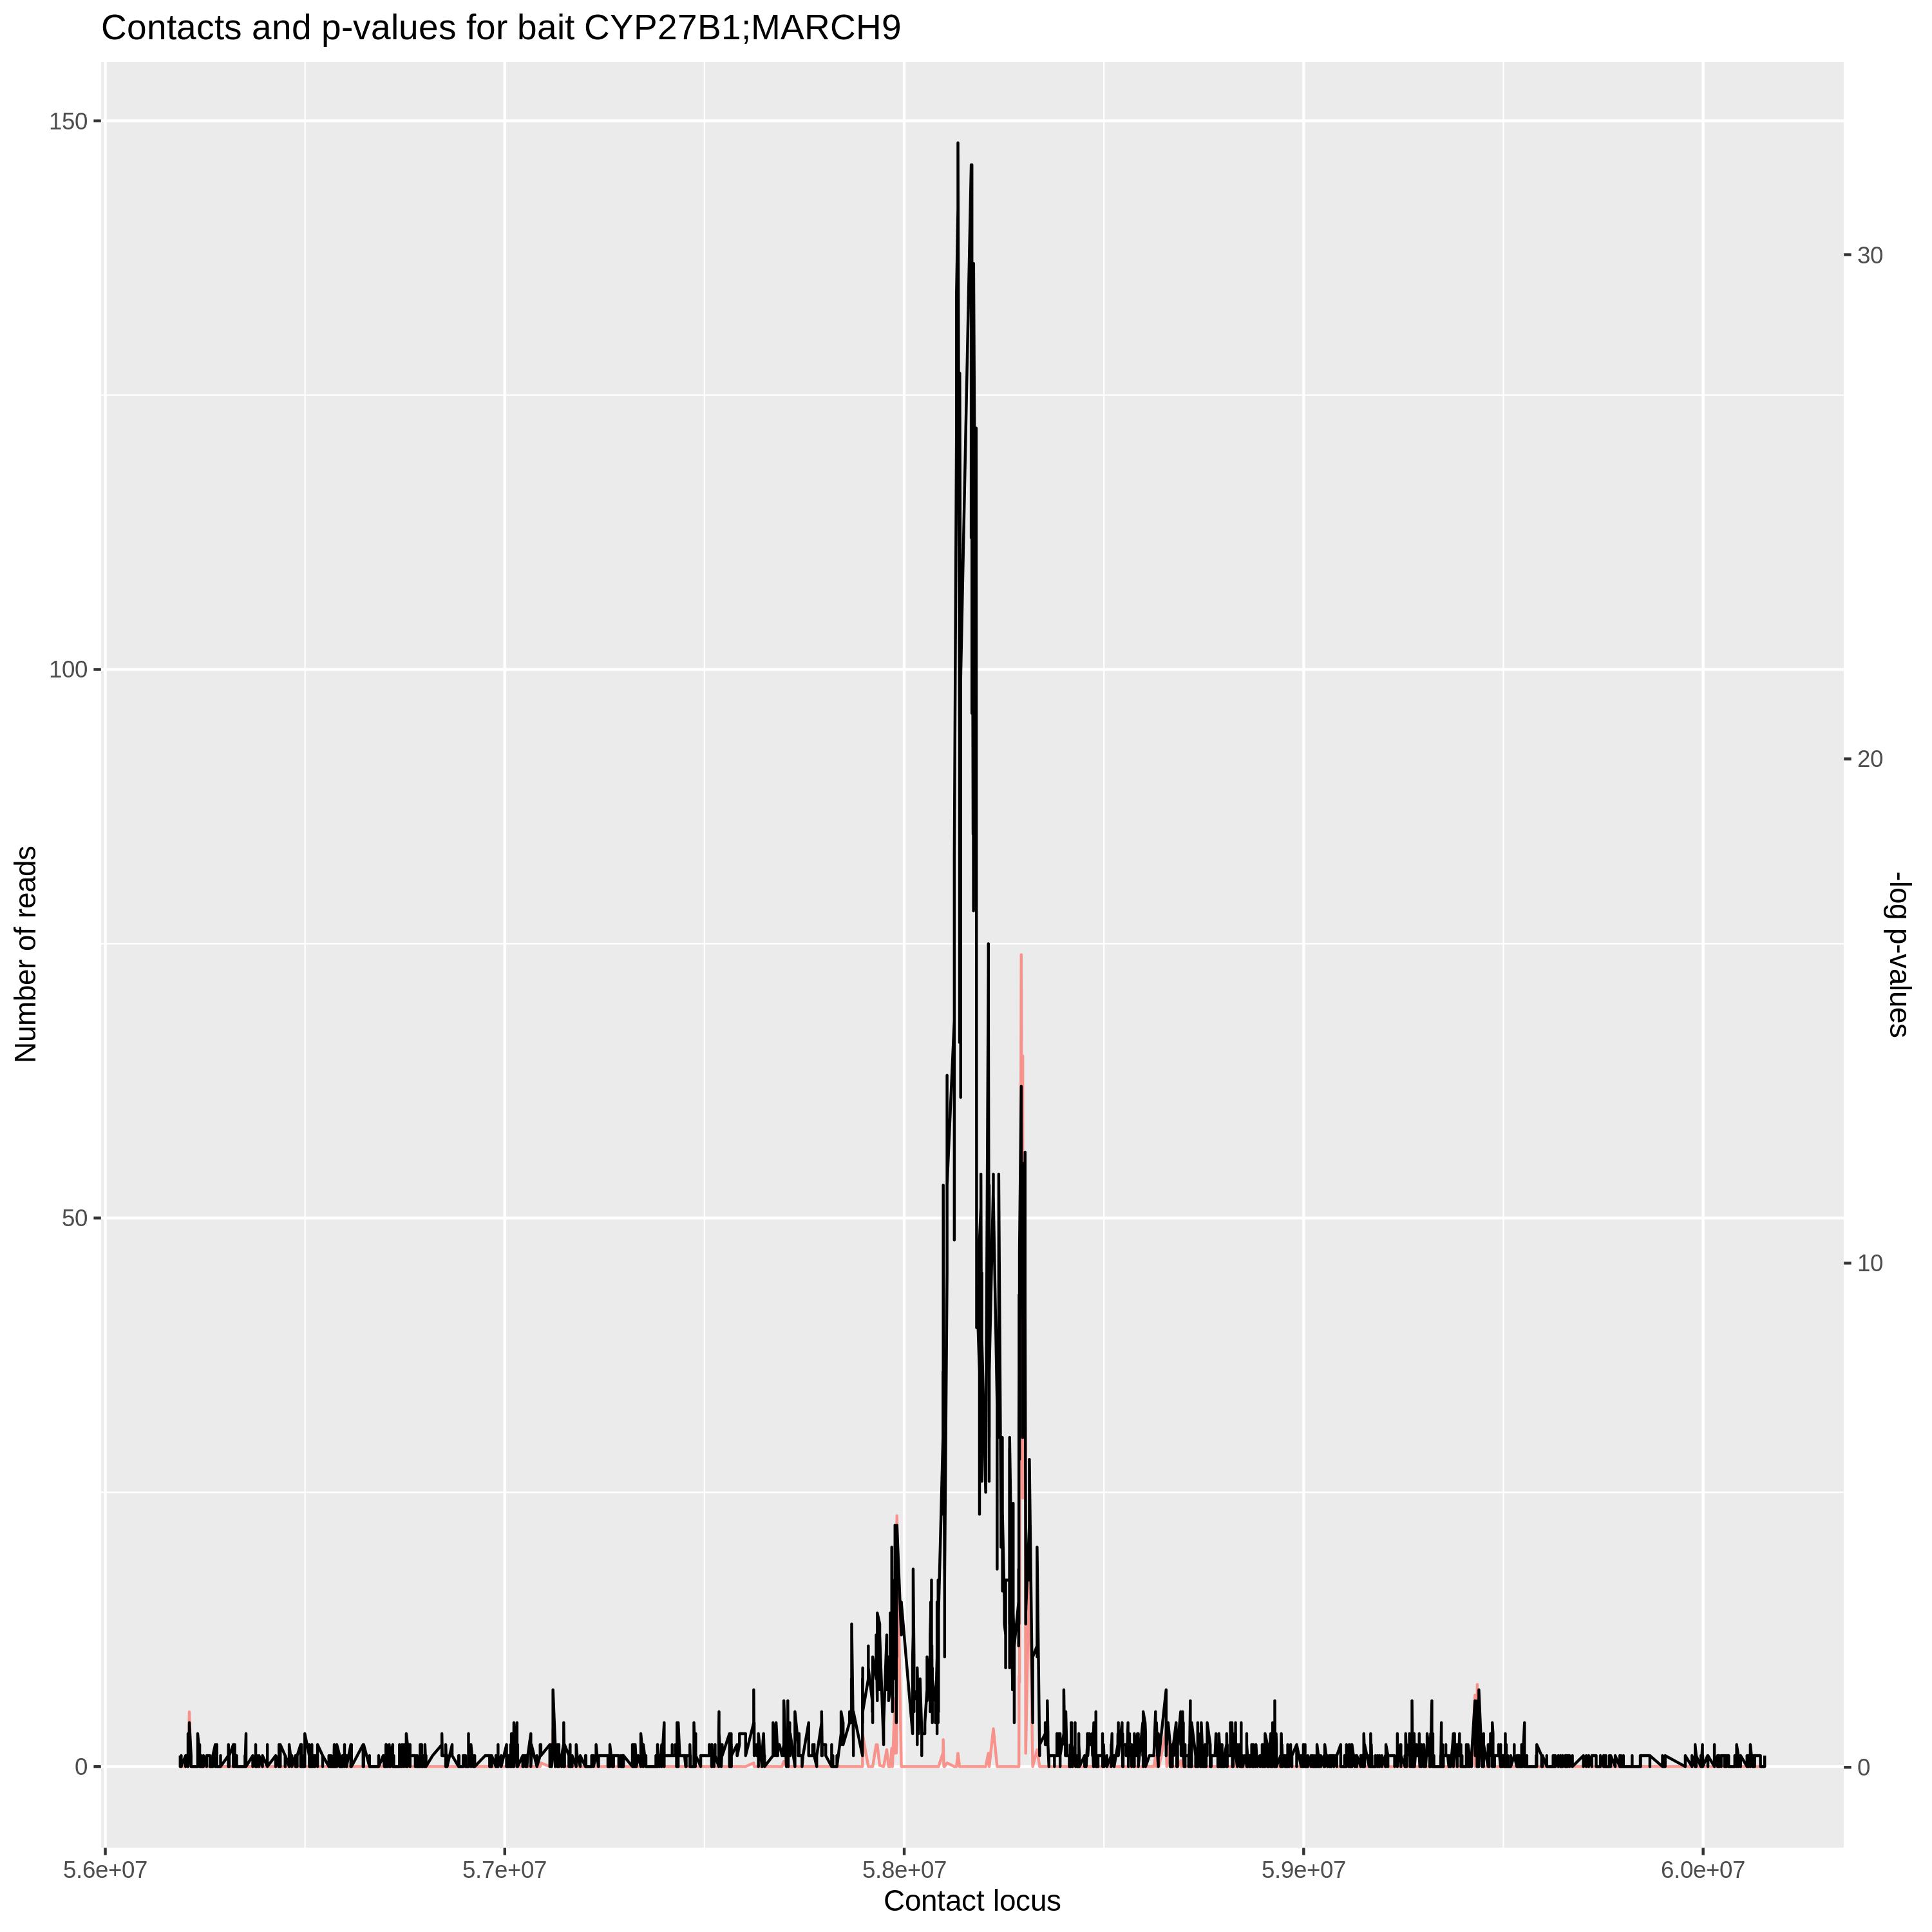 Contacts and p-values for bait CYP27B1;MARCH9
150
100
50
0
Number of reads
30
20
10
0
-log p-values
5.6e+07
5.7e+07
5.8e+07
5.9e+07
6.0e+07
Contact locus